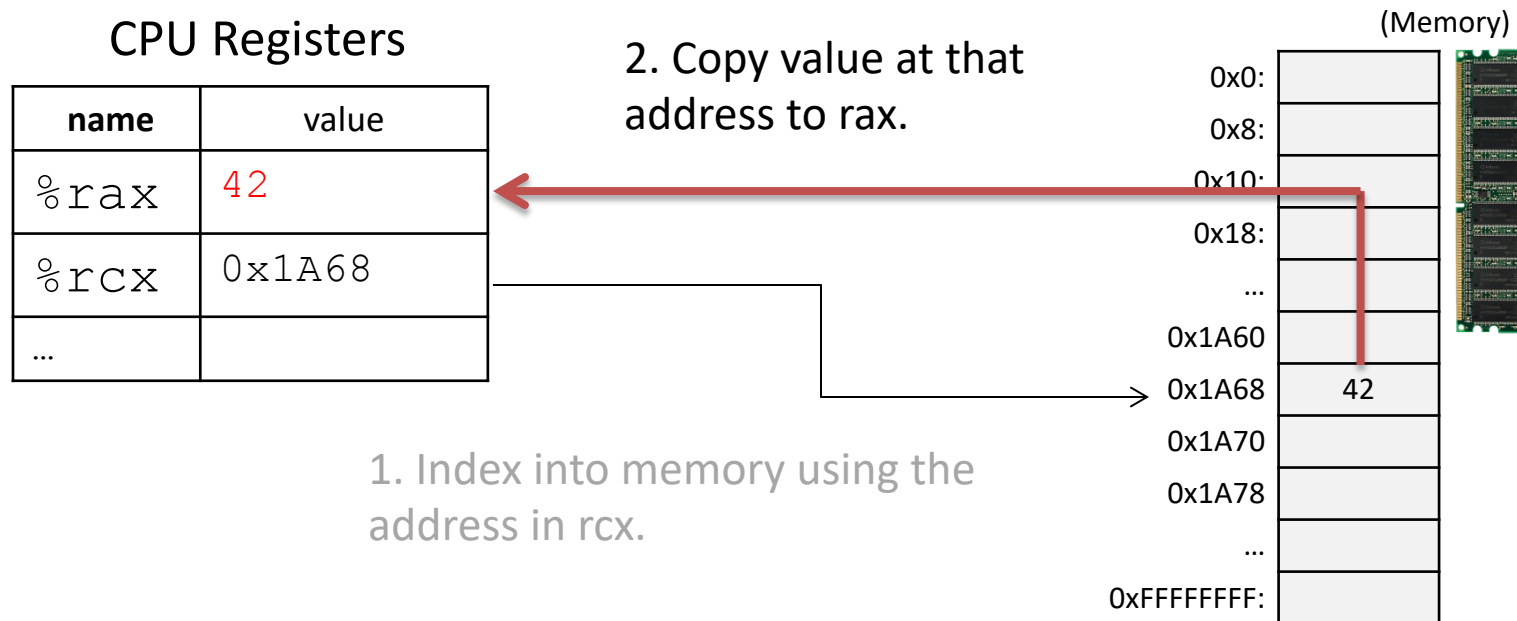 CPU Registers
name value
%rax 42
%rcx 0x1A68
…
2. Copy value at that
address to rax.
1. Index into memory using the
address in rcx.
(Memory)
0x0:
0x8:
0x10:
0x18:
…
0x1A60
0x1A68 42
0x1A70
0x1A78
…
0xFFFFFFFF: